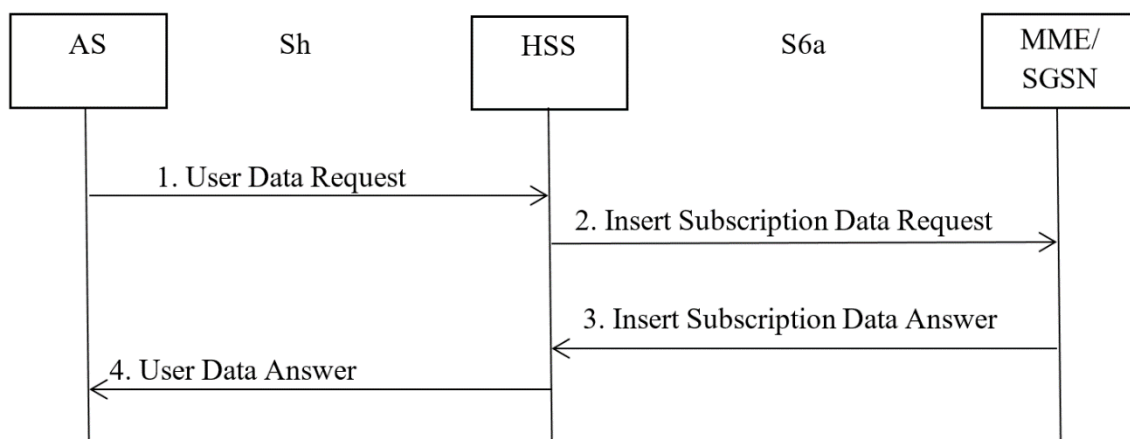 AS
Sh
HSS
S6a
MME/
SGSN
1. User Data Request
2. Insert Subscription Data Request
3. Insert Subscription Data Answer
4. User Data Answer